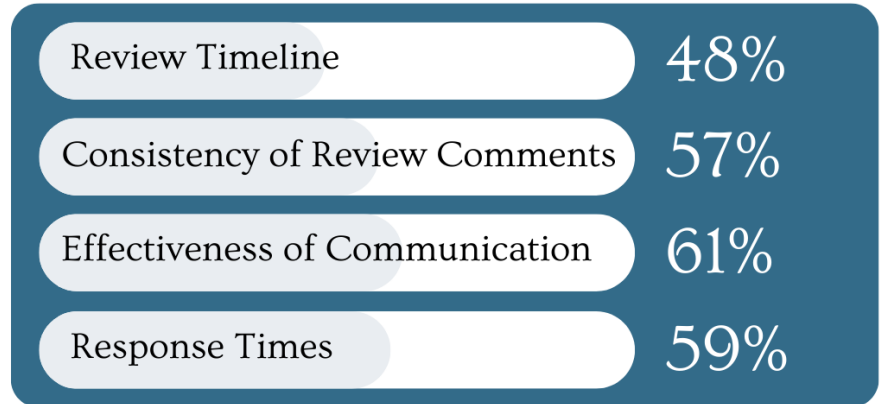 Review Timeline 48%
Consistency of Review Comments 57%
Effectiveness of Communication 61%
Response Times 59%